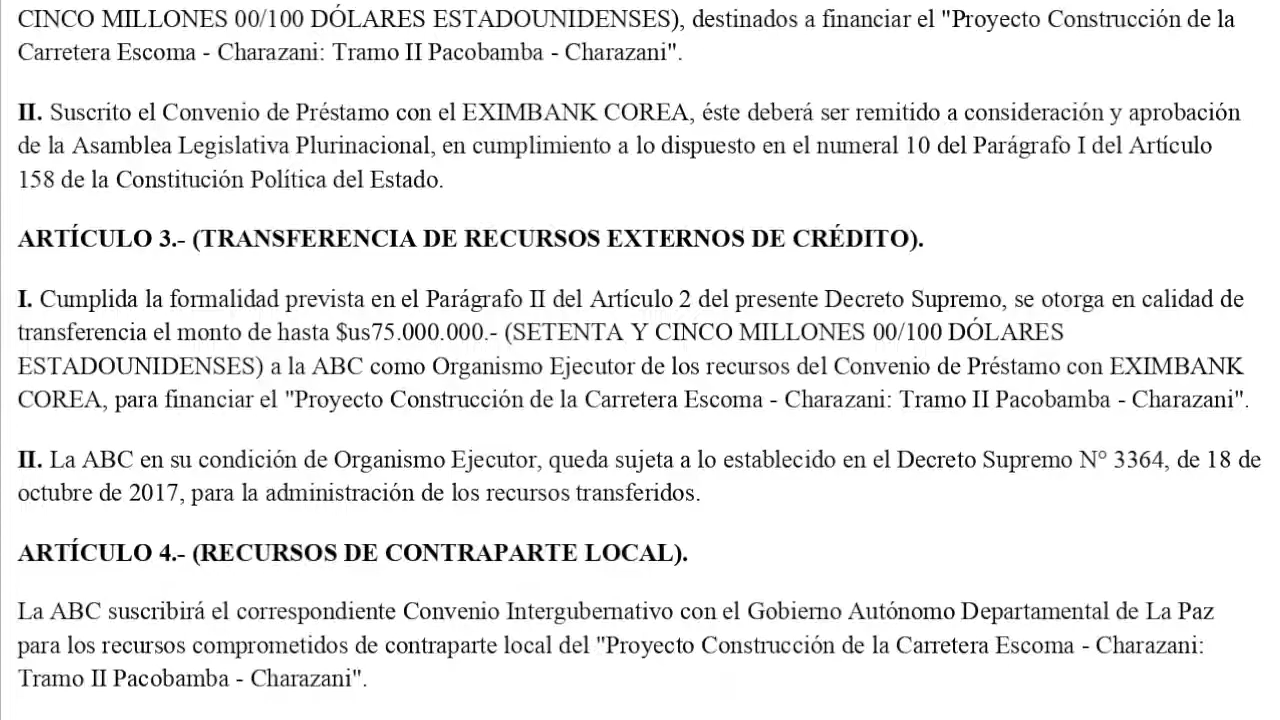 CINCO MILLONES 00/100 DÓLARES ESTADOUNIDENSES), destinados a financiar el "Proyecto Construcción de la
Carretera Escoma - Charazani: Tramo II Pacobamba - Charazani".
II. Suscrito el Convenio de Préstamo con el EXIMBANK COREA, éste deberá ser remitido a consideración y aprobación
de la Asamblea Legislativa Plurinacional, en cumplimiento a lo dispuesto en el numeral 10 del Parágrafo I del Artículo
158 de la Constitución Política del Estado.
ARTÍCULO 3.- (TRANSFERENCIA DE RECURSOS EXTERNOS DE CRÉDITO).
I. Cumplida la formalidad prevista en el Parágrafo II del Artículo 2 del presente Decreto Supremo, se otorga en calidad de
transferencia el monto de hasta $us75.000.000.- (SETENTA Y CINCO MILLONES 00/100 DÓLARES
ESTADOUNIDENSES) a la ABC como Organismo Ejecutor de los recursos del Convenio de Préstamo con EXIMBANK
COREA, para financiar el "Proyecto Construcción de la Carretera Escoma - Charazani: Tramo II Pacobamba - Charazani".
II. La ABC en su condición de Organismo Ejecutor, queda sujeta a lo establecido en el Decreto Supremo N° 3364, de 18 de
octubre de 2017, para la administración de los recursos transferidos.
ARTÍCULO 4.- (RECURSOS DE CONTRAPARTE LOCAL).
La ABC suscribirá el correspondiente Convenio Intergubernativo con el Gobierno Autónomo Departamental de La Paz
para los recursos comprometidos de contraparte local del "Proyecto Construcción de la Carretera Escoma - Charazani:
Tramo II Pacobamba - Charazani".